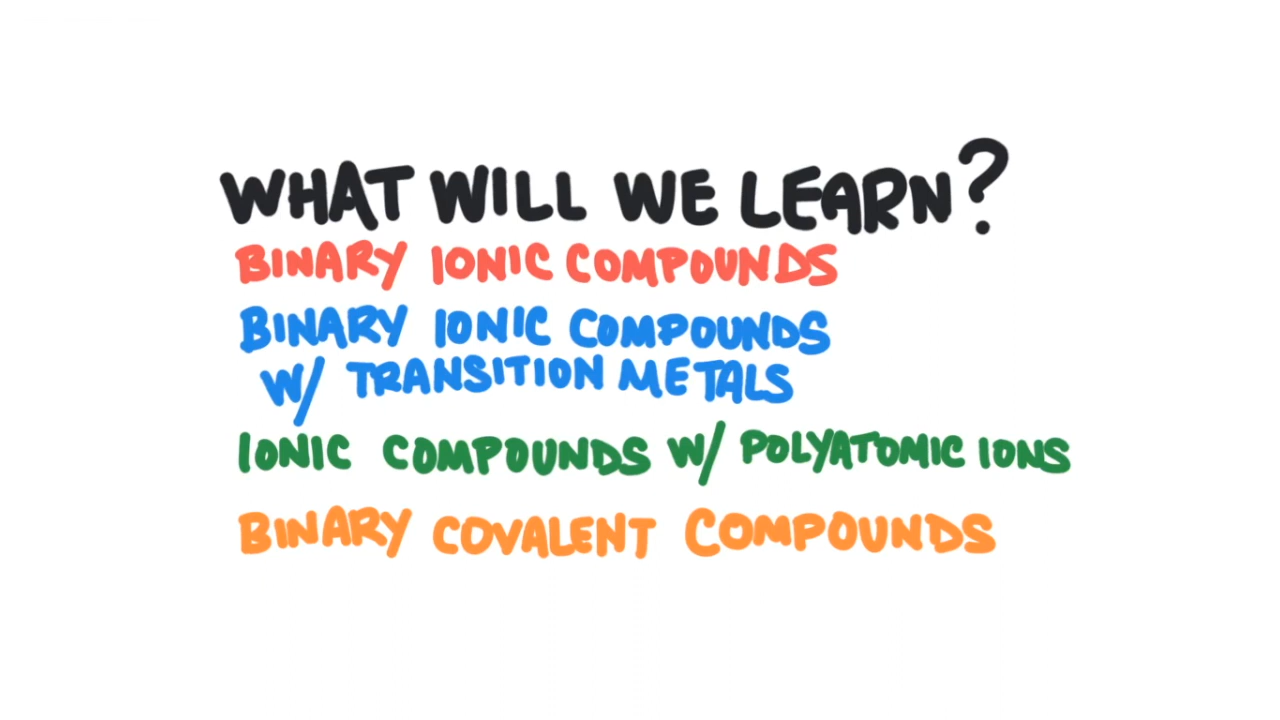 WHAT WILL WE LEARN?
BINARY IONIC COMPOUNDS
BINARY IONIC COMPOUNDS
W/ TRANSITION METALS
IONIC COMPOUNDS W/ POLYATOMIC IONS
BINARY COVALENT COMPOUNDS